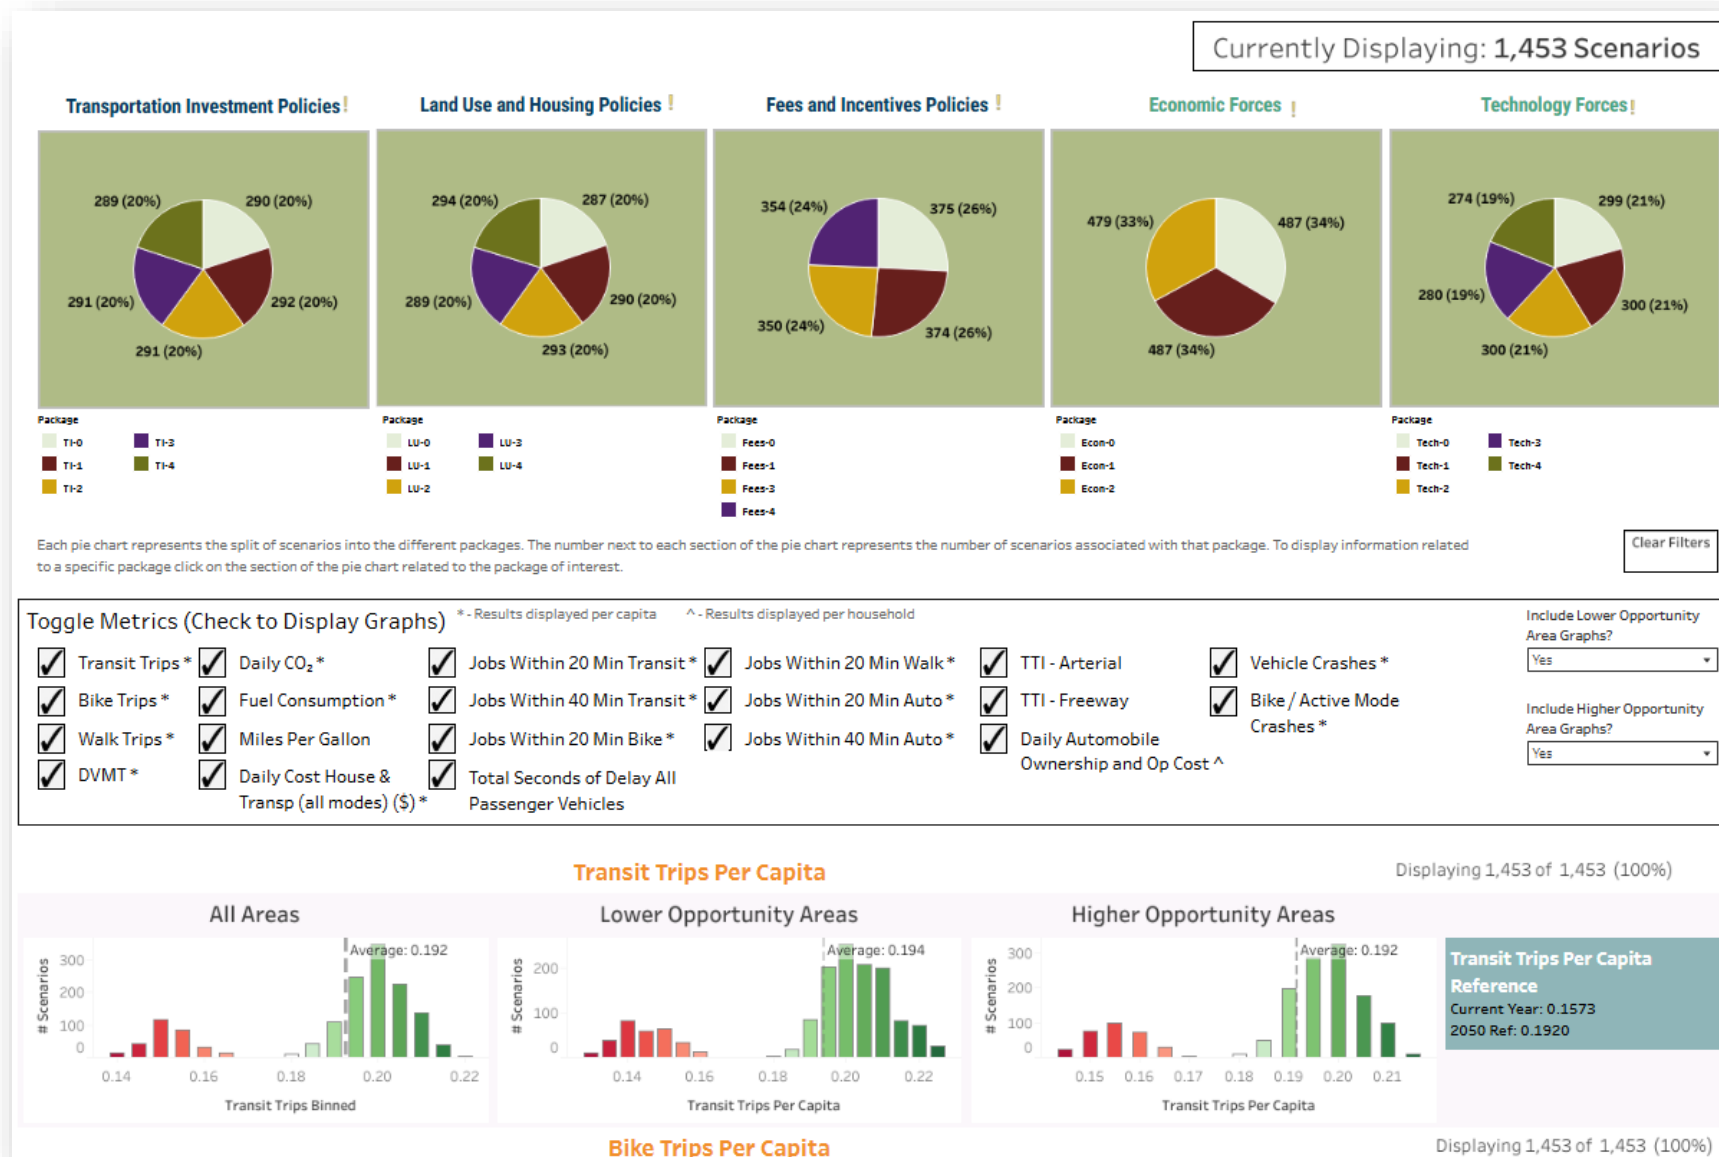 Currently Displaying: 1,453 Scenarios
Transportation Investment Policies !
Land Use and Housing Policies !
Fees and Incentives Policies !
Economic Forces !
Technology Forces !
289 (20%)
290 (20%)
291 (20%)
292 (20%)
291 (20%)
294 (20%)
287 (20%)
289 (20%)
290 (20%)
293 (20%)
354 (24%)
375 (26%)
350 (24%)
374 (26%)
479 (33%)
487 (34%)
487 (34%)
274 (19%)
299 (21%)
280 (19%)
300 (21%)
300 (21%)
Package
TI-0
TI-3
TI-1
TI-4
TI-2
Package
LU-0
LU-3
LU-1
LU-4
LU-2
Package
Fees-0
Fees-1
Fees-3
Fees-4
Package
Econ-0
Econ-1
Econ-2
Package
Tech-0
Tech-3
Tech-1
Tech-4
Tech-2
Each pie chart represents the split of scenarios into the different packages. The number next to each section of the pie chart represents the number of scenarios associated with that package. To display information related
to a specific package click on the section of the pie chart related to the package of interest.
Clear Filters
Toggle Metrics (Check to Display Graphs)
* - Results displayed per capita
^ - Results displayed per household
Transit Trips *
Daily CO₂ *
Jobs Within 20 Min Transit *
Jobs Within 20 Min Walk *
TTI - Arterial
Vehicle Crashes *
Bike Trips *
Fuel Consumption *
Jobs Within 40 Min Transit *
Jobs Within 20 Min Auto *
TTI - Freeway
Bike / Active Mode
Crashes *
Walk Trips *
Miles Per Gallon
Jobs Within 20 Min Bike *
Jobs Within 40 Min Auto *
Daily Automobile
Ownership and Op Cost ^
DVMT *
Daily Cost House &
Transp (all modes) ($) *
Total Seconds of Delay All
Passenger Vehicles
Include Lower Opportunity
Area Graphs?
Yes
Include Higher Opportunity
Area Graphs?
Yes
Transit Trips Per Capita
Displaying 1,453 of 1,453 (100%)
All Areas
Average: 0.192
# Scenarios
300
200
100
0
0.14
0.16
0.18
0.20
0.22
Transit Trips Binned
Lower Opportunity Areas
Average: 0.194
# Scenarios
200
100
0
0.14
0.16
0.18
0.20
0.22
Transit Trips Per Capita
Higher Opportunity Areas
Average: 0.192
# Scenarios
300
200
100
0
0.15
0.16
0.17
0.18
0.19
0.20
0.21
Transit Trips Per Capita
Transit Trips Per Capita
Reference
Current Year: 0.1573
2050 Ref: 0.1920
Bike Trips Per Capita
Displaying 1,453 of 1,453 (100%)